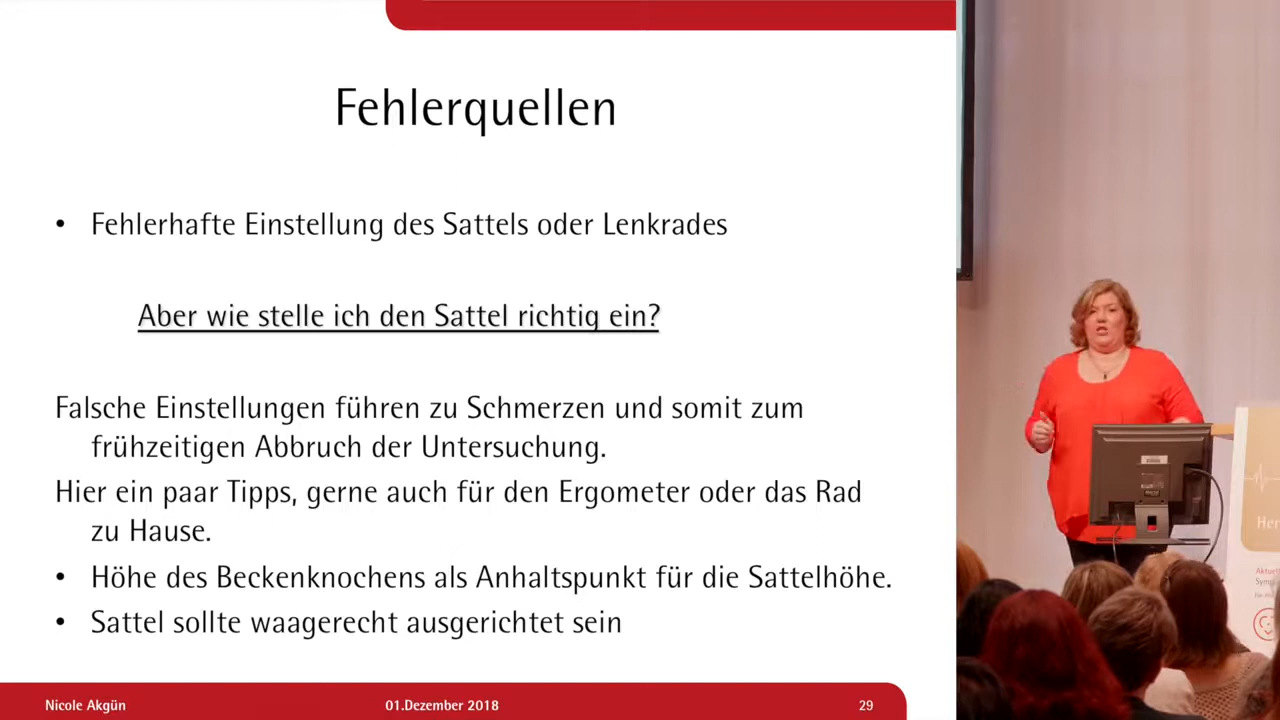 Fehlerquellen
• Fehlerhafte Einstellung des Sattels oder Lenkrades
Aber wie stelle ich den Sattel richtig ein?
Falsche Einstellungen führen zu Schmerzen und somit zum
frühzeitigen Abbruch der Untersuchung.
Hier ein paar Tipps, gerne auch für den Ergometer oder das Rad
zu Hause.
• Höhe des Beckenknochens als Anhaltspunkt für die Sattelhöhe.
• Sattel sollte waagerecht ausgerichtet sein
Nicole Akgün
01.Dezember 2018
29